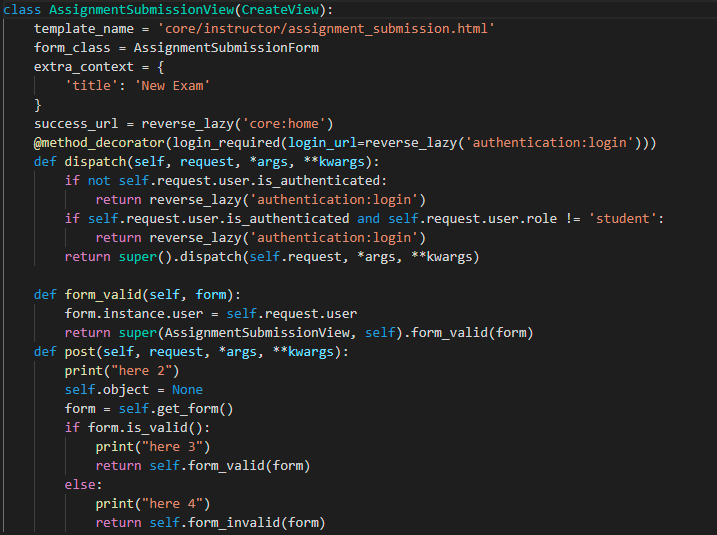 class AssignmentSubmissionView(CreateView):
    template_name = 'core/instructor/assignment_submission.html'
    form_class = AssignmentSubmissionForm
    extra_context = {
        'title': 'New Exam'
    }
    success_url = reverse_lazy('core:home')
    @method_decorator(login_required(login_url=reverse_lazy('authentication:login')))
    def dispatch(self, request, *args, **kwargs):
        if not self.request.user.is_authenticated:
            return reverse_lazy('authentication:login')
        if self.request.user.is_authenticated and self.request.user.role != 'student':
            return reverse_lazy('authentication:login')
        return super().dispatch(self.request, *args, **kwargs)

    def form_valid(self, form):
        form.instance.user = self.request.user
        return super(AssignmentSubmissionView, self).form_valid(form)
    def post(self, request, *args, **kwargs):
        print("here 2")
        self.object = None
        form = self.get_form()
        if form.is_valid():
            print("here 3")
            return self.form_valid(form)
        else:
            print("here 4")
            return self.form_invalid(form)